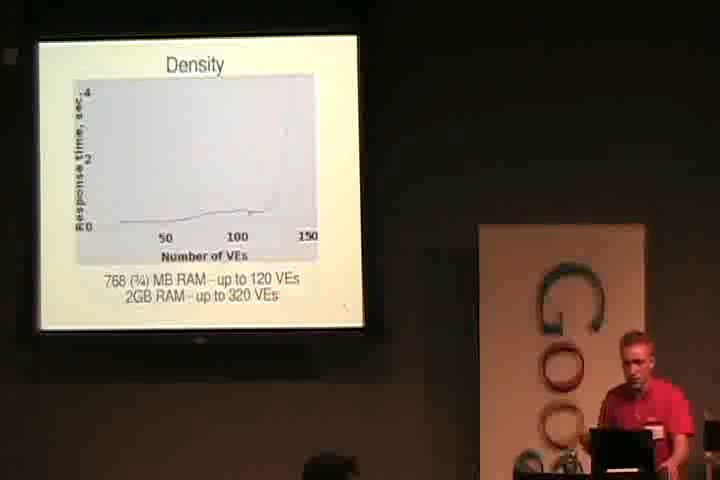 Density
Response time, sec.
4
2
0
50 100 150
Number of VEs
768 (¾) MB RAM - up to 120 VEs
2GB RAM - up to 320 VEs
Goo